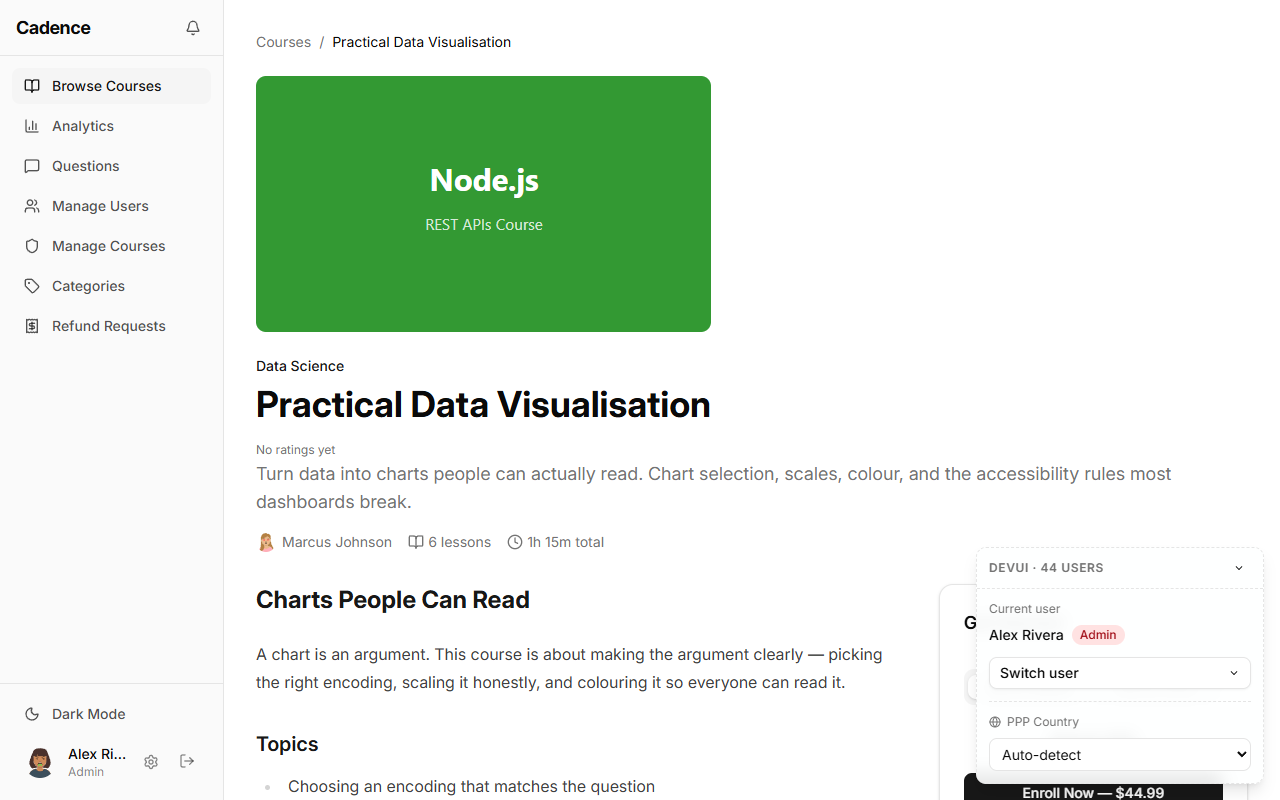 Cadence
Browse Courses
Analytics
Questions
Manage Users
Manage Courses
Categories
Refund Requests
Dark Mode
Alex Ri...
Admin
Courses / Practical Data Visualisation
Node.js
REST APIs Course
Data Science
Practical Data Visualisation
No ratings yet
Turn data into charts people can actually read. Chart selection, scales, colour, and the accessibility rules most
dashboards break.
Marcus Johnson 6 lessons 1h 15m total
Charts People Can Read
A chart is an argument. This course is about making the argument clearly — picking
the right encoding, scaling it honestly, and colouring it so everyone can read it.
Topics
Choosing an encoding that matches the question
G
DEVUI · 44 USERS
Current user
Alex Rivera Admin
Switch user
PPP Country
Auto-detect
Enroll Now — $44.99